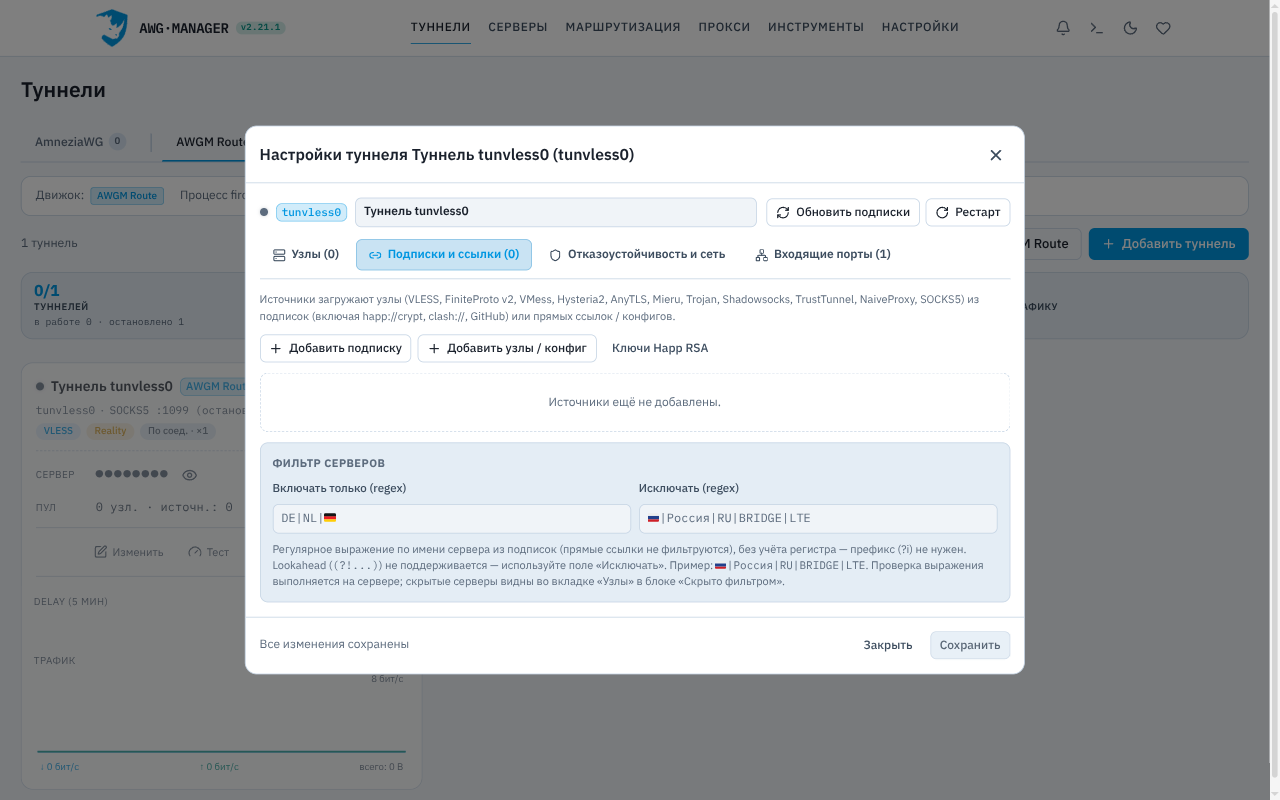 AWG·MANAGER v2.21.1 ТУННЕЛИ СЕРВЕРЫ МАРШРУТИЗАЦИЯ ПРОКСИ ИНСТРУМЕНТЫ НАСТРОЙКИ
Туннели
AmneziaWG 0 AWGM Route
Движок: AWGM Route Процесс
1 туннель
M Route + Добавить туннель
0/1
ТУННЕЛЕЙ
в работе 0 · остановлено 1
Туннель tunvless0 AWGM Rout
tunvless0 · SOCKS5 :1099 (останов
VLESS Reality По соед. · ×1
СЕРВЕР ●●●●●●●●
ПУЛ 0 узл. · источн.: 0
Изменить Тест
DELAY (5 МИН)
ТРАФИК
8 бит/с
↓ 0 бит/с ↑ 0 бит/с всего: 0 B
Настройки туннеля Туннель tunvless0 (tunvless0)
tunvless0 Туннель tunvless0 Обновить подписки Рестарт
Узлы (0) Подписки и ссылки (0) Отказоустойчивость и сеть Входящие порты (1)
Источники загружают узлы (VLESS, FiniteProto v2, VMess, Hysteria2, AnyTLS, Mieru, Trojan, Shadowsocks, TrustTunnel, NaiveProxy, SOCKS5) из
подписок (включая happ://crypt, clash://, GitHub) или прямых ссылок / конфигов.
+ Добавить подписку + Добавить узлы / конфиг Ключи Happ RSA
Источники ещё не добавлены.
ФИЛЬТР СЕРВЕРОВ
Включать только (regex) Исключать (regex)
DE|NL|🇩🇪 🇷🇺|Россия|RU|BRIDGE|LTE
Регулярное выражение по имени сервера из подписок (прямые ссылки не фильтруются), без учёта регистра — префикс (?i) не нужен.
Lookahead ((?!...)) не поддерживается — используйте поле «Исключать». Пример: 🇷🇺|Россия|RU|BRIDGE|LTE. Проверка выражения
выполняется на сервере; скрытые серверы видны во вкладке «Узлы» в блоке «Скрыто фильтром».
Все изменения сохранены Закрыть Сохранить